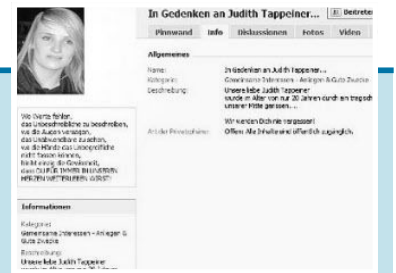 In Gedenken an Judith Tappeiner...
Beitrete
Pinnwand Info Diskussionen Fotos Video
Allgemeines
Name: In Gedenken an Judith Tappeiner...
Kategorie: Gemeinsame Interessen - Anliegen & Gute Zwecke
Beschreibung: Unsere liebe Judith Tappeiner
wurde im Alter von nur 20 Jahren durch ein tragisch
unserer Mitte gerissen....
Wir werden Dich nie vergessen!
Art der Privatsphäre: Offen: Alle Inhalte sind öffentlich zugänglich.
Wo Worte fehlen,
das Unbeschreibliche zu beschreiben,
wo die Augen versagen,
das Unabwendbare zu sehen,
wo die Hände das Unbegreifliche
nicht fassen können,
bleibt einzig die Gewissheit,
dass DU FÜR IMMER IN UNSEREN
HERZEN WEITERLEBEN WIRST!
Informationen
Kategorie:
Gemeinsame Interessen - Anliegen &
Gute Zwecke
Beschreibung:
Unsere liebe Judith Tappeiner